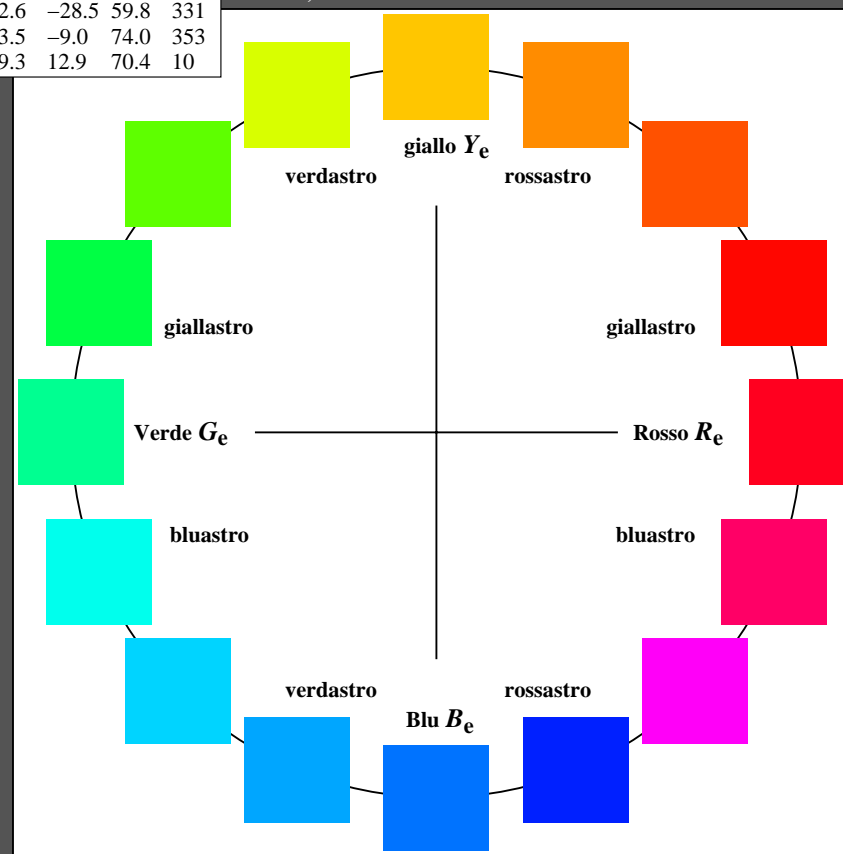 2.6 −28.5 59.8 331
3.5 −9.0 74.0 353
9.3 12.9 70.4 10
giallo Ye
verdastro rossastro
giallastro giallastro
Verde Ge Rosso Re
bluastro bluastro
verdastro rossastro
Blu Be